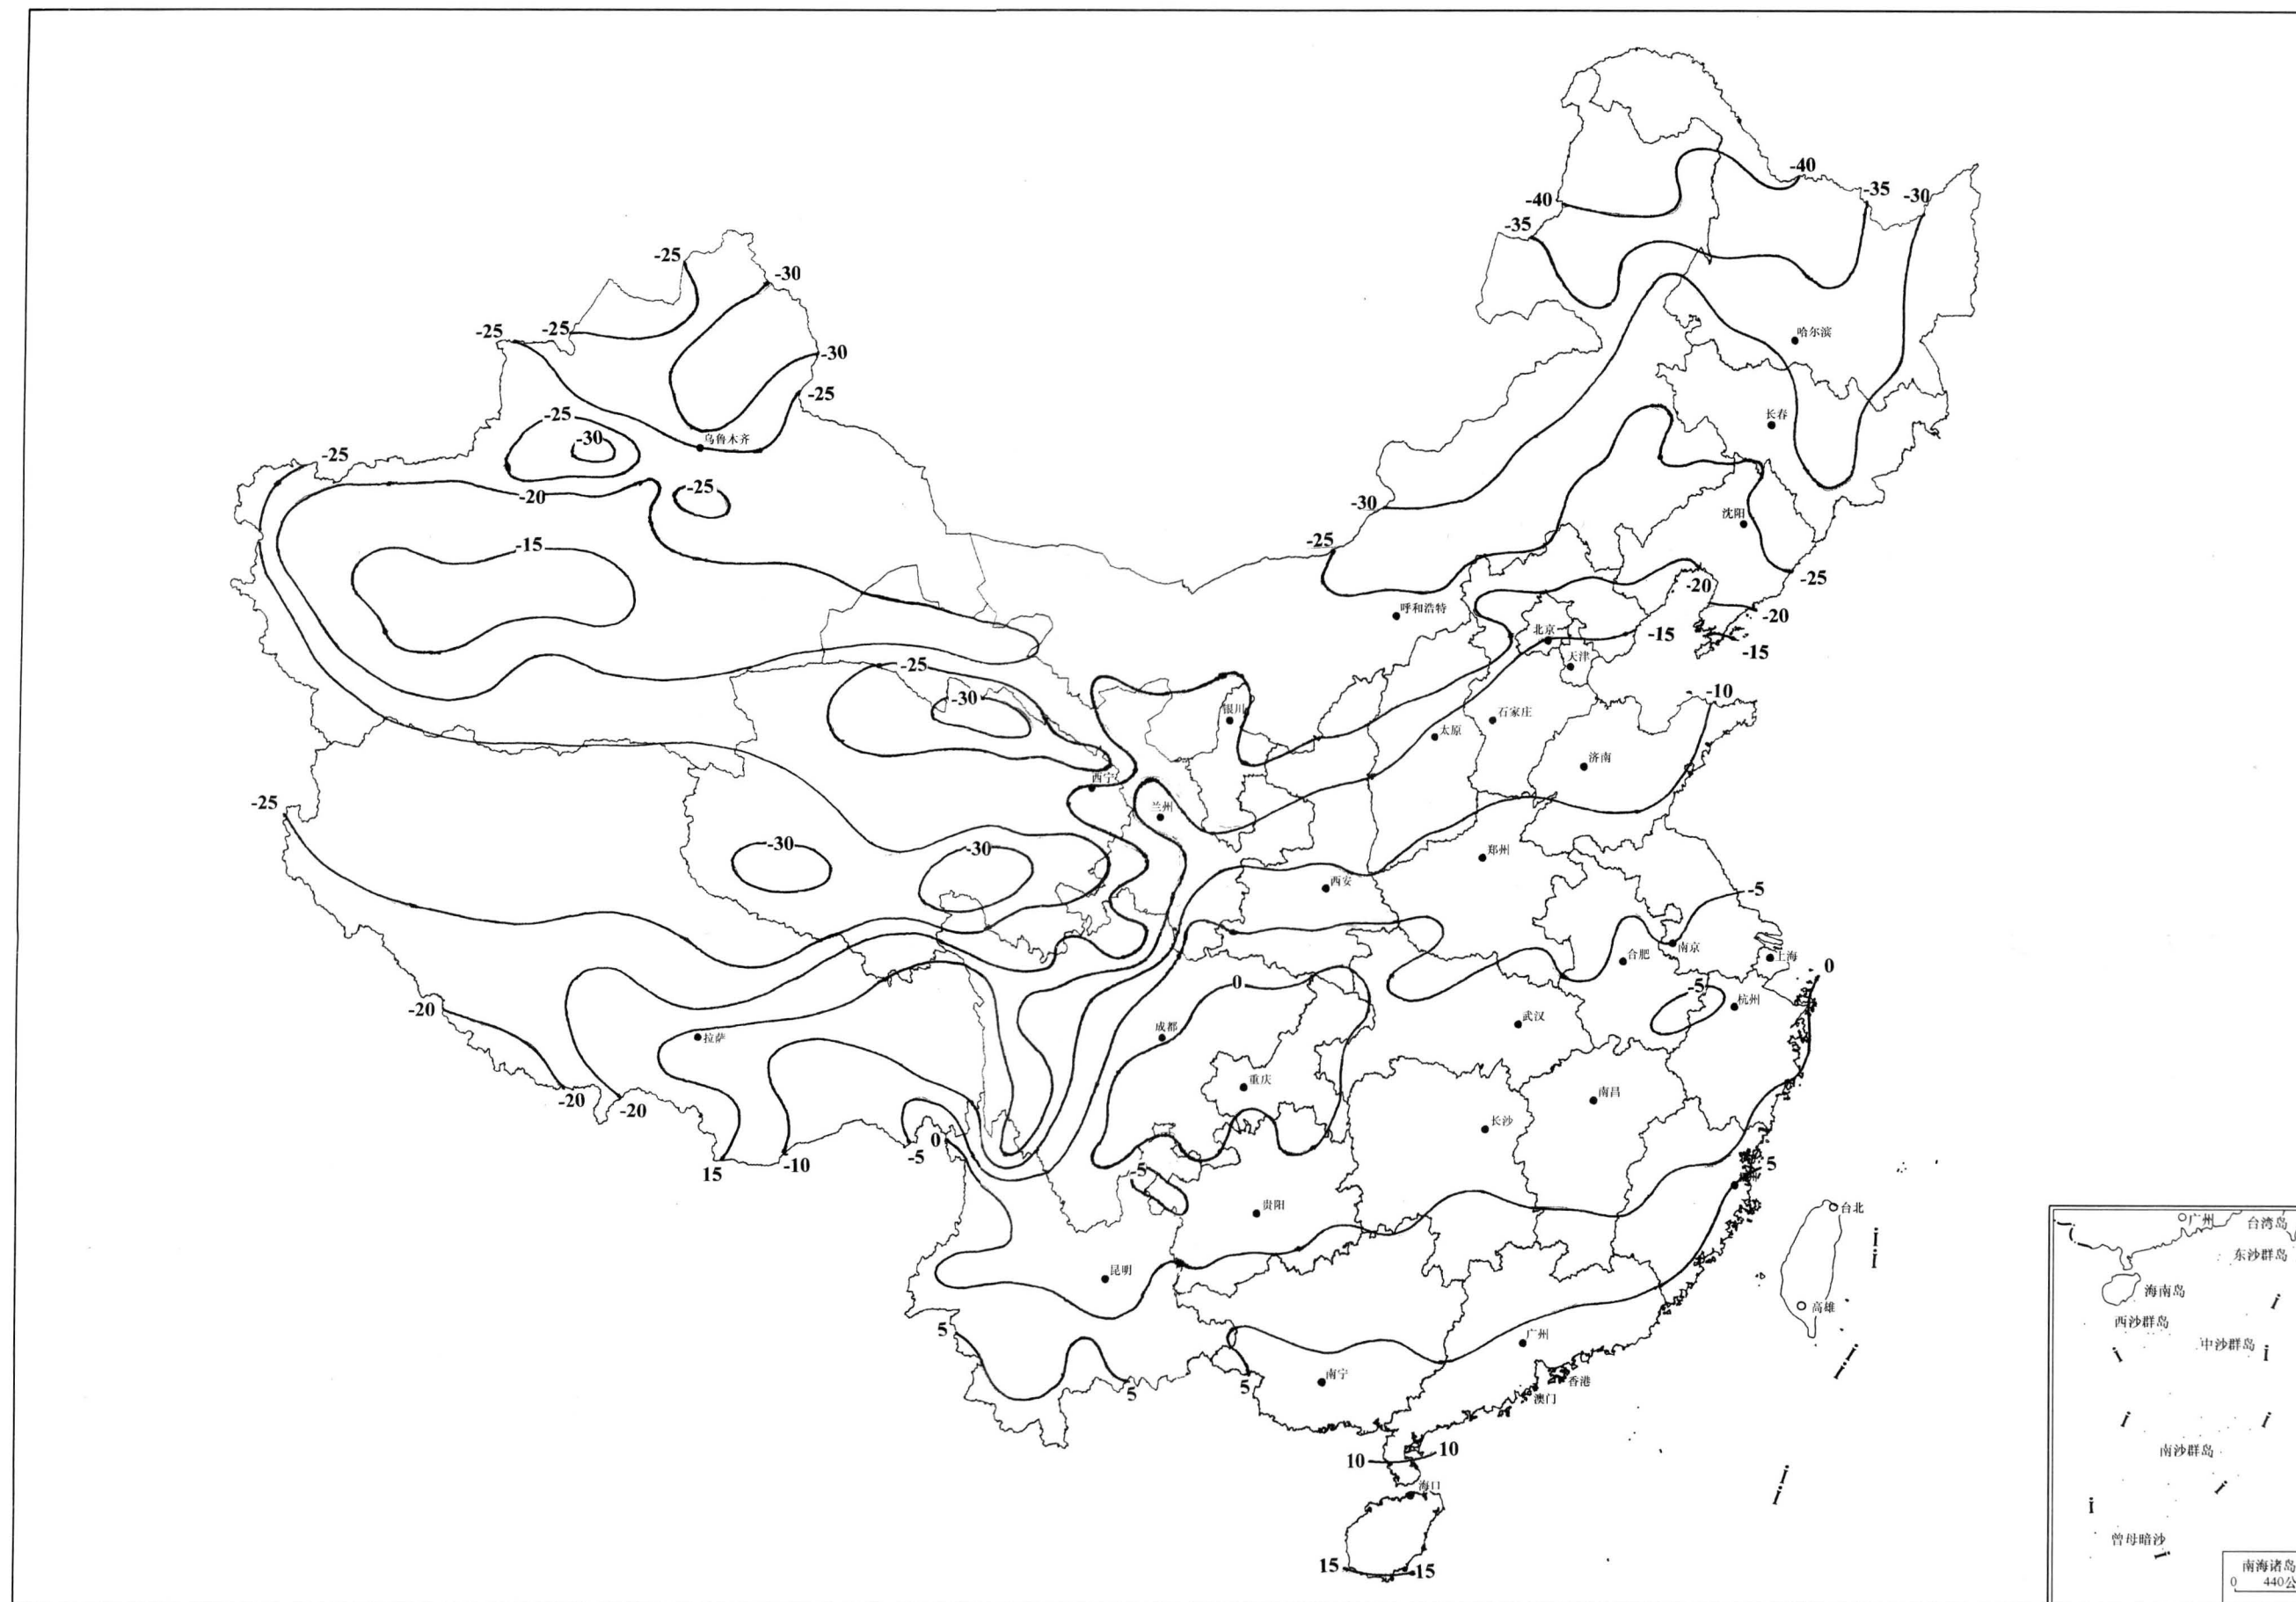 -40
-40
-35
-30
-35
-25
-30
-25
-25
-30
-25
哈尔滨
-25
-30
乌鲁木齐
长春
-25
-20
-25
-30
沈阳
-15
-25
-20
-25
-20
呼和浩特
北京
-15
天津
-15
-25
-30
-10
银川
石家庄
太原
济南
西宁
兰州
-25
-30
-30
郑州
西安
-5
南京
合肥
上海
0
0
-5
杭州
-20
拉萨
成都
武汉
重庆
南昌
-20
-20
长沙
0
-5
15
-10
-5
5
贵阳
台北
昆明
高雄
5
广州
5
5
南宁
香港
澳门
10
10
海口
15
15
广州
台湾岛
东沙群岛
海南岛
西沙群岛
中沙群岛
南沙群岛
曾母暗沙
南海诸岛
0 440公